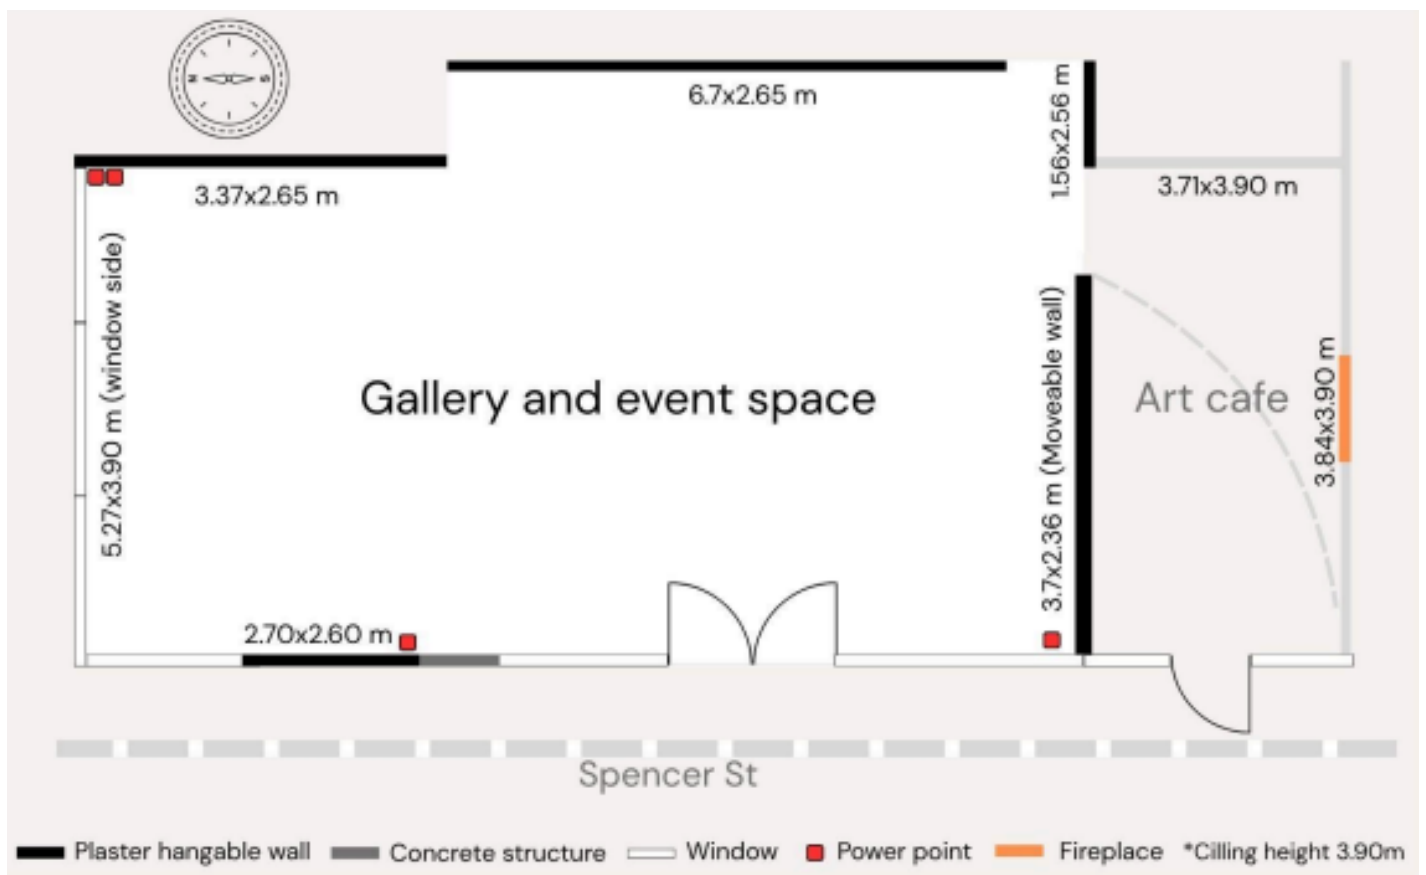 N S
6.7x2.65 m
1.56x2.56 m
3.37x2.65 m
3.71x3.90 m
5.27x3.90 m (window side)
Gallery and event space
3.7x2.36 m (Moveable wall)
Art cafe
3.84x3.90 m
2.70x2.60 m
Spencer St
Plaster hangable wall
Concrete structure
Window
Power point
Fireplace
*Cilling height 3.90m